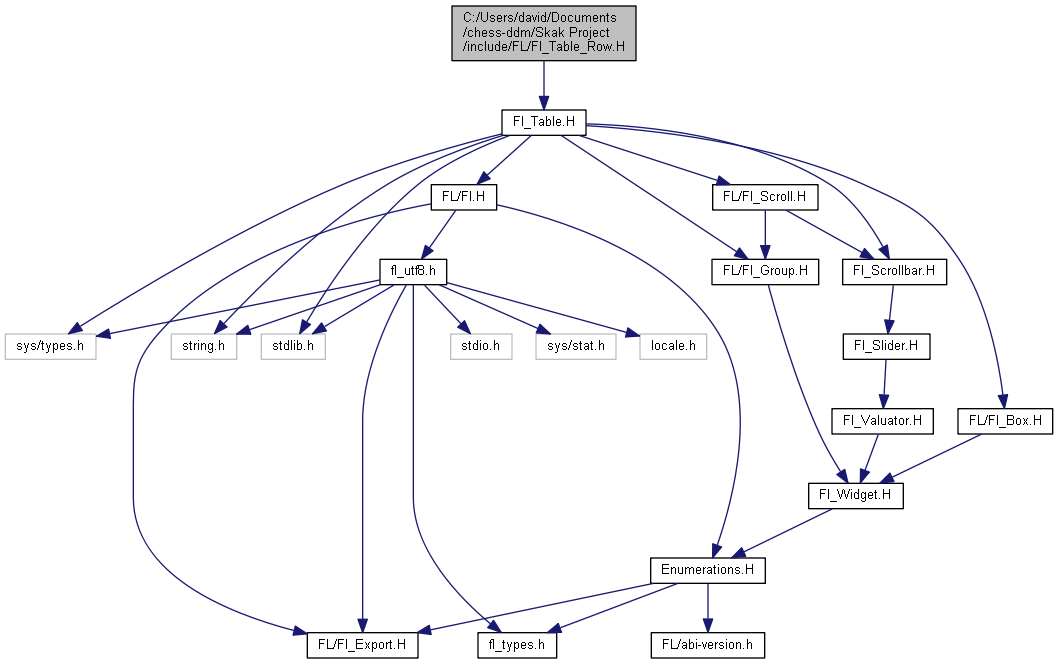 C:/Users/david/Documents
/chess-ddm/Skak Project
/include/FL/Fl_Table_Row.H
Fl_Table.H
FL/Fl.H
FL/Fl_Scroll.H
fl_utf8.h
FL/Fl_Group.H
Fl_Scrollbar.H
sys/types.h
string.h
stdlib.h
stdio.h
sys/stat.h
locale.h
Fl_Slider.H
Fl_Valuator.H
FL/Fl_Box.H
Fl_Widget.H
Enumerations.H
FL/Fl_Export.H
fl_types.h
FL/abi-version.h